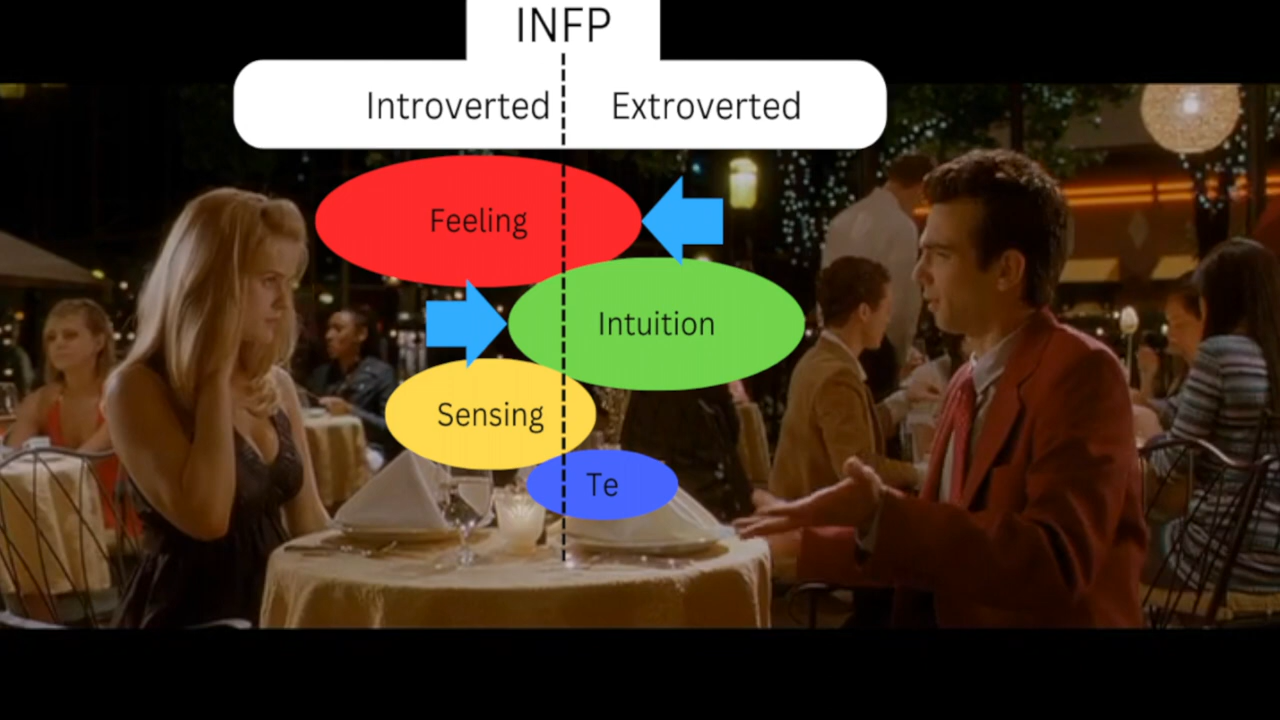 INFP
Introverted Extroverted
Feeling
Intuition
Sensing
Te